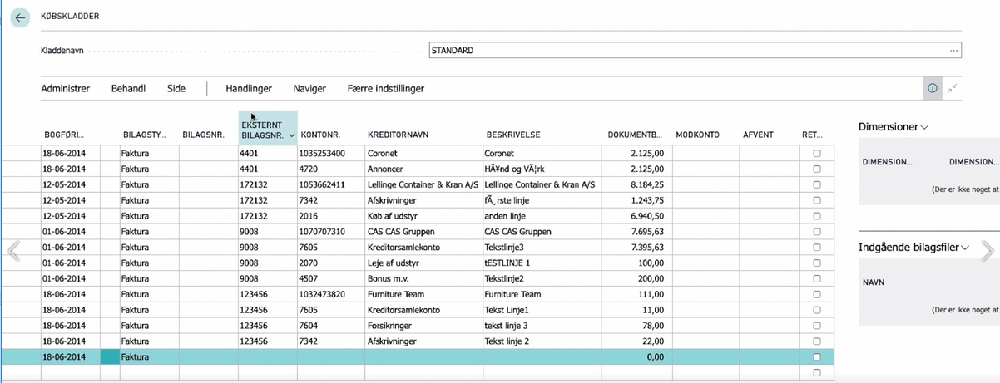 KØBSKLADDER
Kladdenavn STANDARD ...
Administrer Behandl Side Handlinger Naviger Færre indstillinger
BOGFØRI... BILAGSTY... BILAGSNR. EKSTERNT BILAGSNR. KONTONR. KREDITORNAVN BESKRIVELSE DOKUMENTB... MODKONTO AFVENT RET...
18-06-2014 Faktura 4401 1035253400 Coronet Coronet 2.125,00
18-06-2014 Faktura 4401 4720 Annoncer HÃ¥nd og VÃ¦rk 2.125,00
12-05-2014 Faktura 172132 1053662411 Lellinge Container & Kran A/S Lellinge Container & Kran A/S 8.184,25
12-05-2014 Faktura 172132 7342 Afskrivninger fÃ¸rste linje 1.243,75
12-05-2014 Faktura 172132 2016 Køb af udstyr anden linje 6.940,50
01-06-2014 Faktura 9008 1070707310 CAS CAS Gruppen CAS CAS Gruppen 7.695,63
01-06-2014 Faktura 9008 7605 Kreditorsamlekonto Tekstlinje3 7.395,63
01-06-2014 Faktura 9008 2070 Leje af udstyr tESTLINJE 1 100,00
01-06-2014 Faktura 9008 4507 Bonus m.v. Tekstlinje2 200,00
18-06-2014 Faktura 123456 1032473820 Furniture Team Furniture Team 111,00
18-06-2014 Faktura 123456 7605 Kreditorsamlekonto Tekst Linje1 11,00
18-06-2014 Faktura 123456 7604 Forsikringer tekst linje 3 78,00
18-06-2014 Faktura 123456 7342 Afskrivninger Tekst linje 2 22,00
18-06-2014 Faktura 0,00
Dimensioner
DIMENSION... DIMENSION...
(Der er ikke noget at
Indgående bilagsfiler
NAVN
(Der er ikke noget at